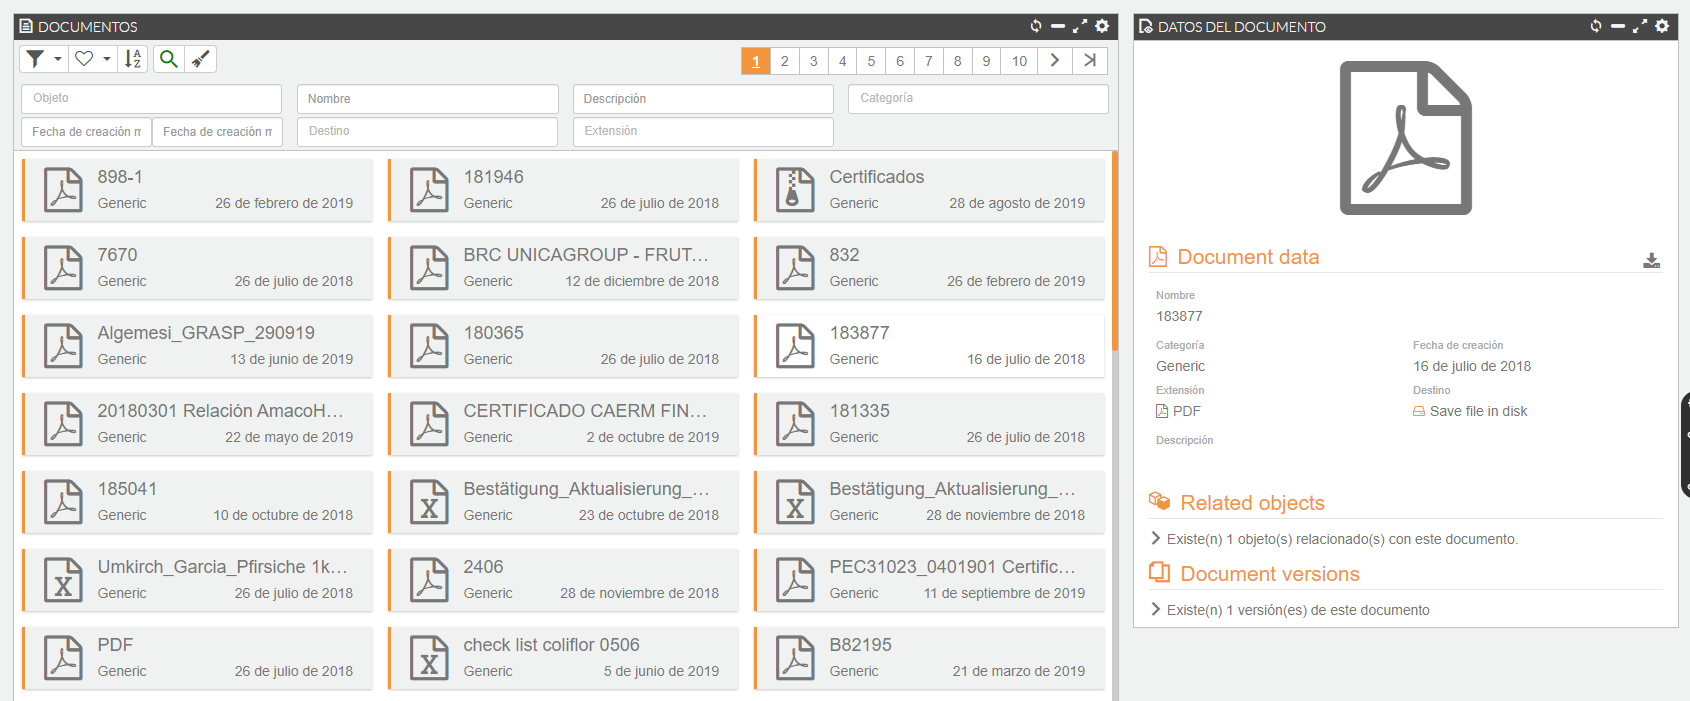 DOCUMENTOS
1 2 3 4 5 6 7 8 9 10
Objeto
Nombre
Descripción
Categoría
Fecha de creación
Fecha de creación
Destino
Extensión
898-1
Generic 26 de febrero de 2019
181946
Generic 26 de julio de 2018
Certificados
Generic 28 de agosto de 2019
7670
Generic 26 de julio de 2018
BRC UNICAGROUP - FRUT...
Generic 12 de diciembre de 2018
832
Generic 26 de febrero de 2019
Algemesi_GRASP_290919
Generic 13 de junio de 2019
180365
Generic 26 de julio de 2018
183877
Generic 16 de julio de 2018
20180301 Relación AmacoH...
Generic 22 de mayo de 2019
CERTIFICADO CAERM FIN...
Generic 2 de octubre de 2019
181335
Generic 26 de julio de 2018
185041
Generic 10 de octubre de 2018
Bestätigung_Aktualisierung_...
Generic 23 de octubre de 2018
Bestätigung_Aktualisierung_...
Generic 28 de noviembre de 2018
Umkirch_Garcia_Pfirsiche 1k...
Generic 26 de julio de 2018
2406
Generic 28 de noviembre de 2018
PEC31023_0401901 Certific...
Generic 11 de septiembre de 2019
PDF
Generic 26 de julio de 2018
check list coliflor 0506
Generic 5 de junio de 2019
B82195
Generic 21 de marzo de 2019
DATOS DEL DOCUMENTO
Document data
Nombre
183877
Categoría
Generic
Fecha de creación
16 de julio de 2018
Extensión
PDF
Destino
Save file in disk
Descripción
Related objects
Existe(n) 1 objeto(s) relacionado(s) con este documento.
Document versions
Existe(n) 1 versión(es) de este documento